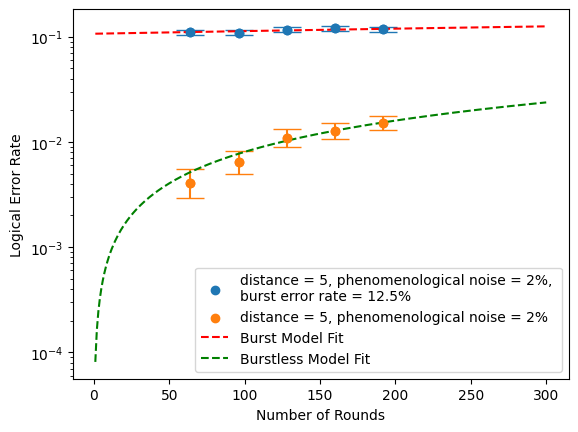 10⁻¹
10⁻²
10⁻³
10⁻⁴
Logical Error Rate
distance = 5, phenomenological noise = 2%,
burst error rate = 12.5%
distance = 5, phenomenological noise = 2%
Burst Model Fit
Burstless Model Fit
0 50 100 150 200 250 300
Number of Rounds